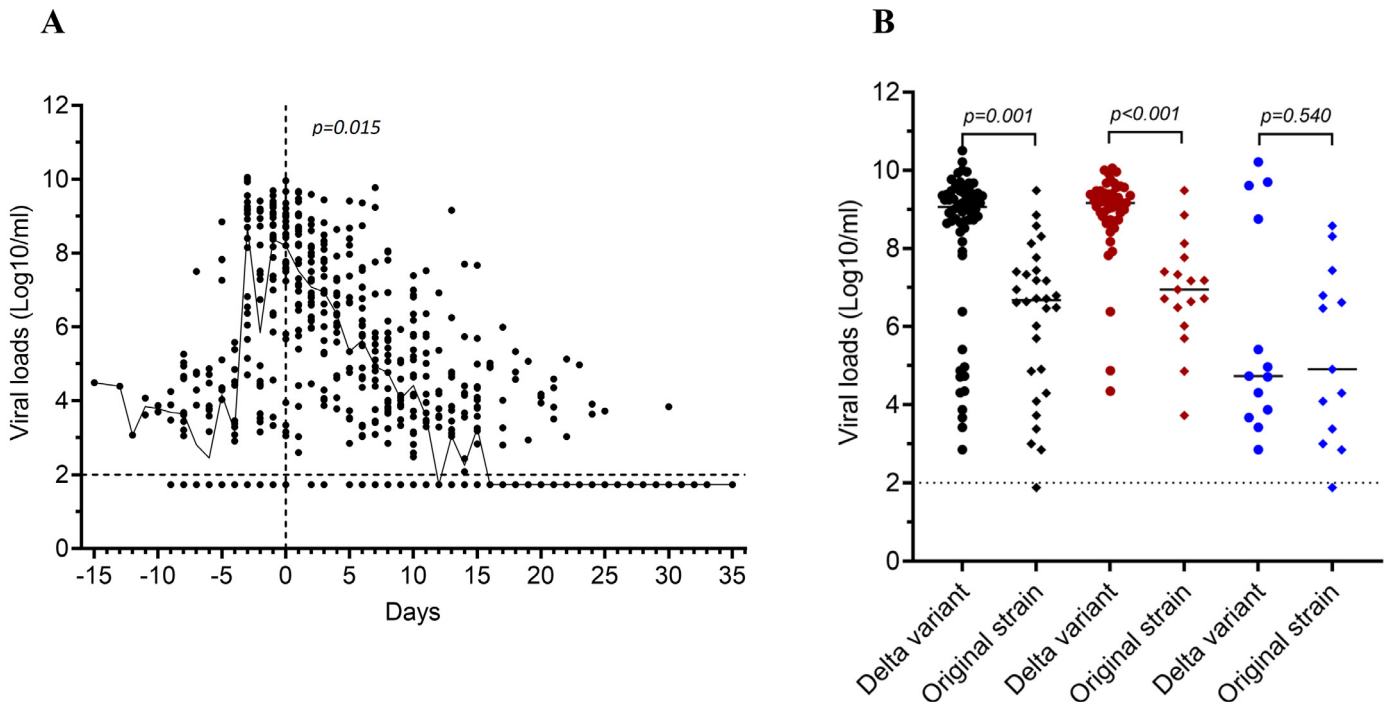 A
B
p=0.015
p=0.001
p<0.001
p=0.540
Viral loads (Log10/ml)
12
10
8
6
4
2
0
-15 -10 -5 0 5 10 15 20 25 30 35
Days
Viral loads (Log10/ml)
12
10
8
6
4
2
0
Delta variant
Original strain
Delta variant
Original strain
Delta variant
Original strain